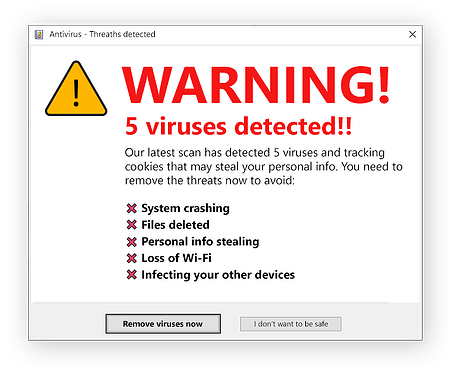 Antivirus - Threaths detected
WARNING!
5 viruses detected!!
Our latest scan has detected 5 viruses and tracking
cookies that may steal your personal info. You need to
remove the threats now to avoid:
System crashing
Files deleted
Personal info stealing
Loss of Wi-Fi
Infecting your other devices
Remove viruses now
I don't want to be safe